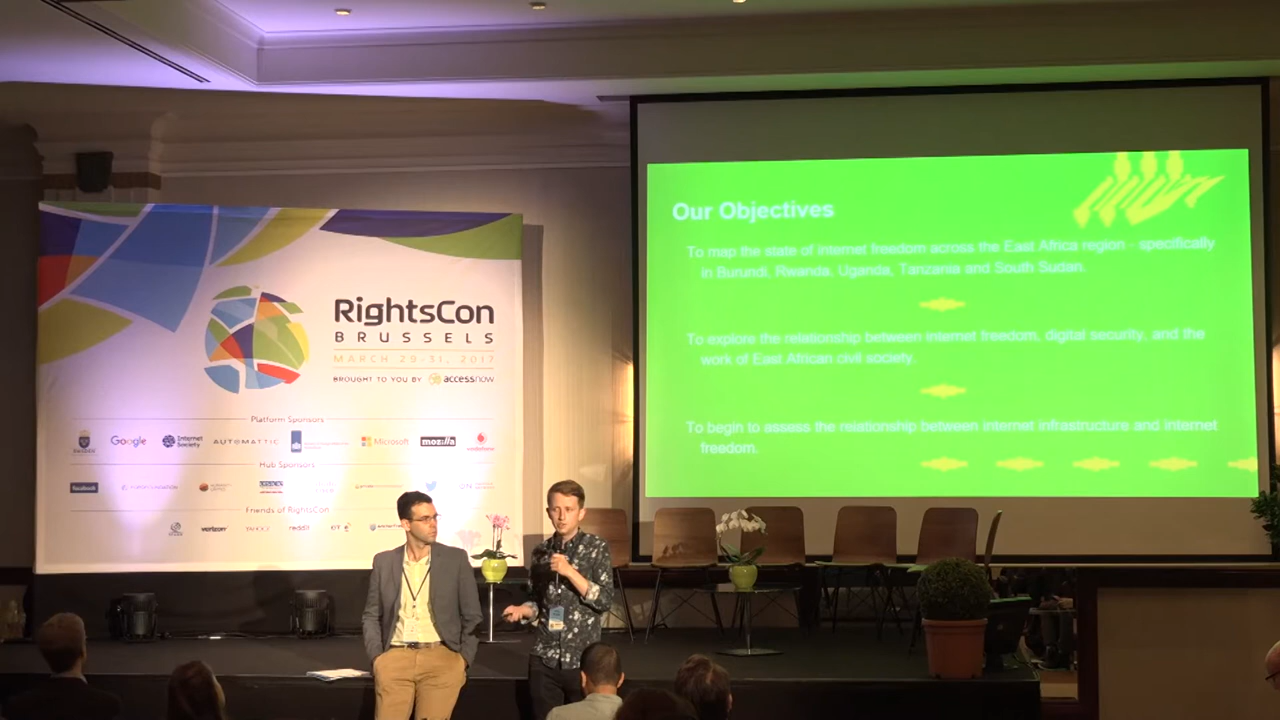 RightsCon
BRUSSELS
MARCH 29-31, 2017
BROUGHT TO YOU BY accessnow
Platform Sponsors
Google
Internet Society
AUTOMATTIC
Microsoft
mozilla
vodafone
Hub Sponsors
facebook
Friends of RightsCon
verizon
reddit
Our Objectives
To map the state of internet freedom across the East Africa region - specifically
in Burundi, Rwanda, Uganda, Tanzania and South Sudan.
To explore the relationship between internet freedom, digital security, and the
work of East African civil society.
To begin to assess the relationship between internet infrastructure and internet
freedom.